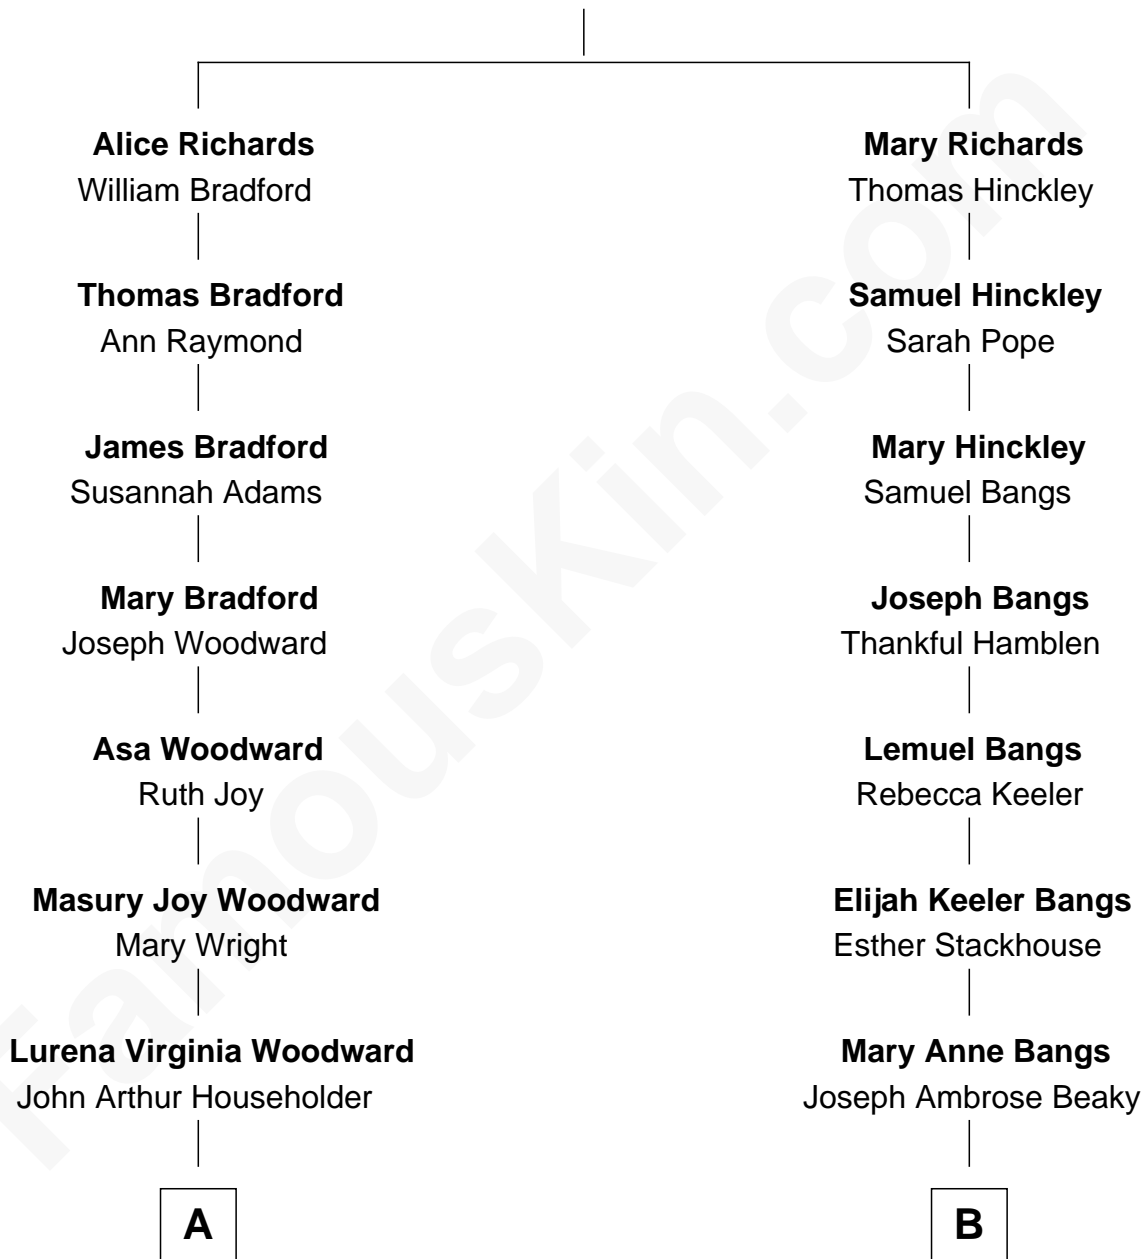 Alice Richards
William Bradford
Thomas Bradford
Ann Raymond
James Bradford
Susannah Adams
Mary Bradford
Joseph Woodward
Asa Woodward
Ruth Joy
Masury Joy Woodward
Mary Wright
Lurena Virginia Woodward
John Arthur Householder
A
Mary Richards
Thomas Hinckley
Samuel Hinckley
Sarah Pope
Mary Hinckley
Samuel Bangs
Joseph Bangs
Thankful Hamblen
Lemuel Bangs
Rebecca Keeler
Elijah Keeler Bangs
Esther Stackhouse
Mary Anne Bangs
Joseph Ambrose Beaky
B
FamousKin.com